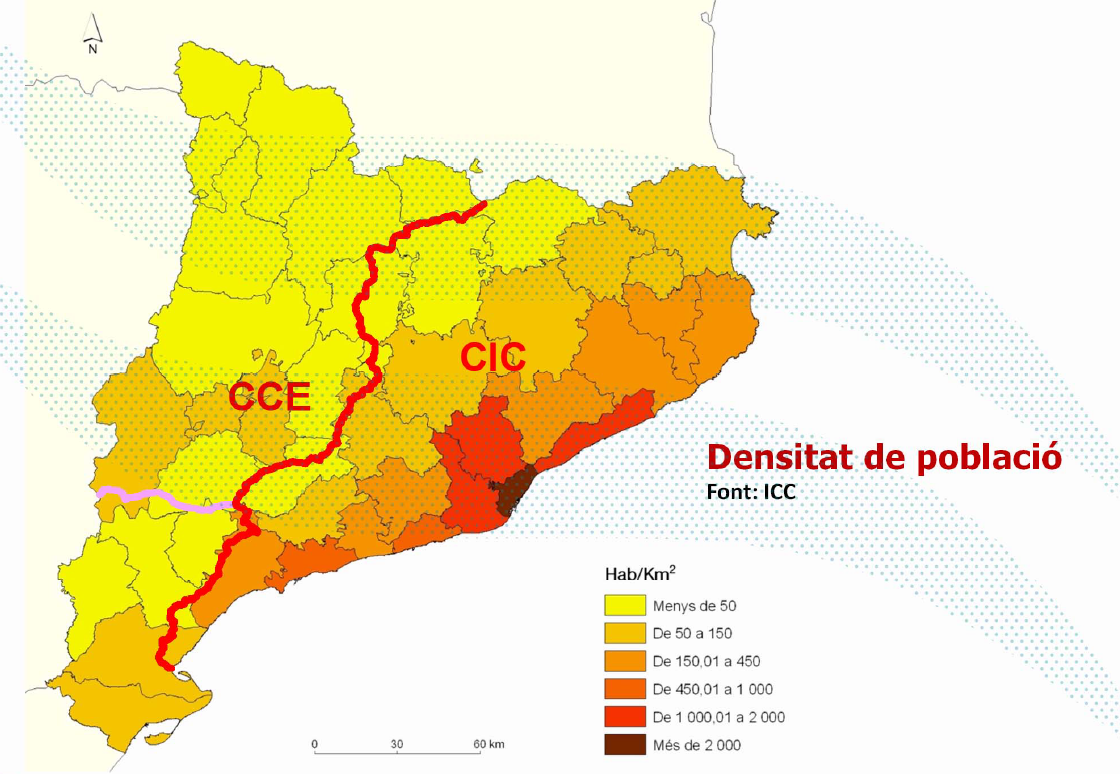 N
CIC
CCE
Densitat de població
Font: ICC
Hab/Km²
Menys de 50
De 50 a 150
De 150,01 a 450
De 450,01 a 1 000
De 1 000,01 a 2 000
Més de 2 000
0 30 60 km